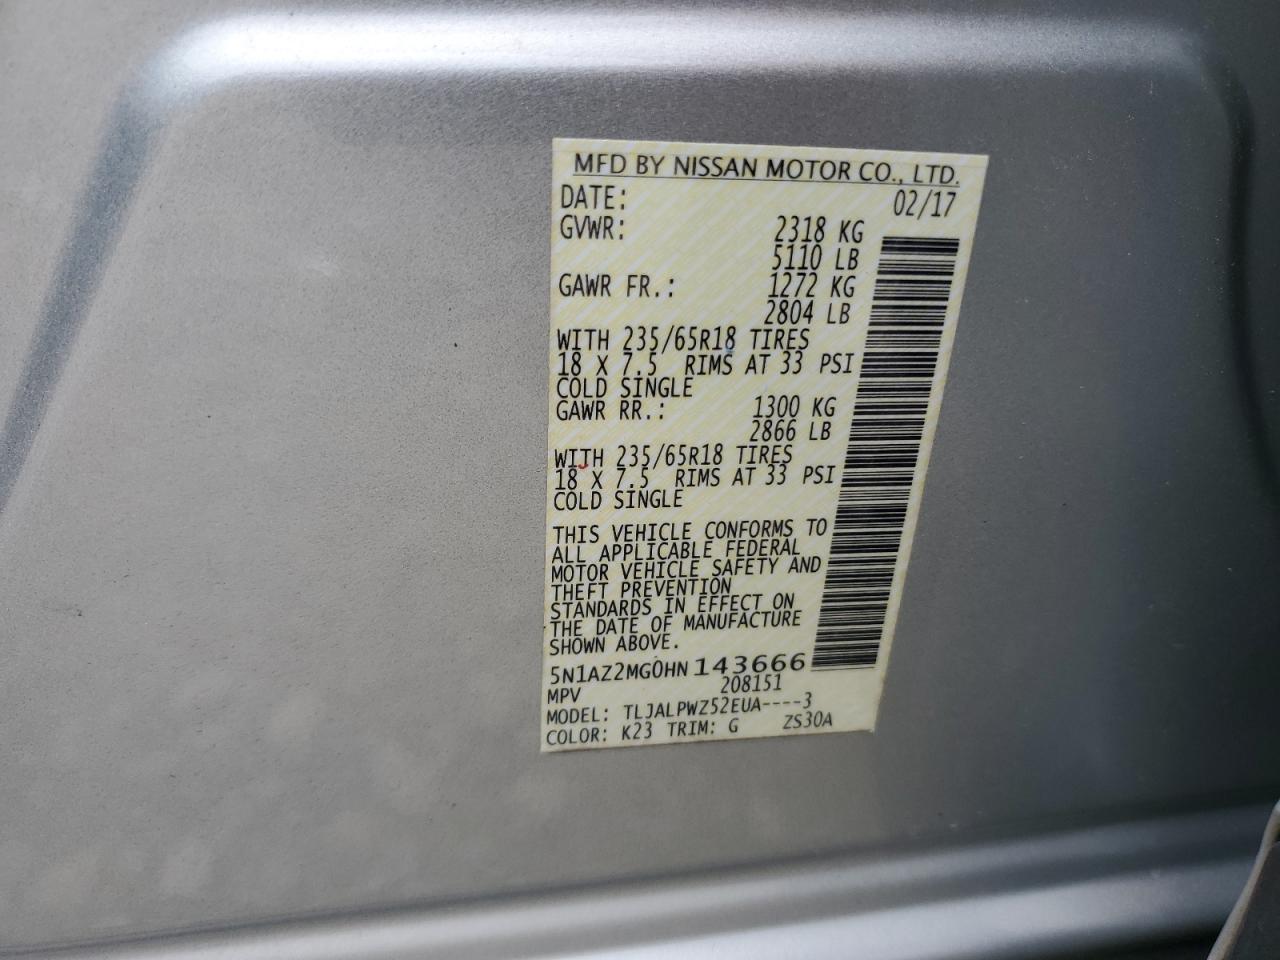 MFD BY NISSAN MOTOR CO., LTD.
DATE: 02/17
GVWR: 2318 KG
5110 LB
GAWR FR.: 1272 KG
2804 LB
WITH 235/65R18 TIRES
18 X 7.5 RIMS AT 33 PSI
COLD SINGLE
GAWR RR.: 1300 KG
2866 LB
WITH 235/65R18 TIRES
18 X 7.5 RIMS AT 33 PSI
COLD SINGLE
THIS VEHICLE CONFORMS TO
ALL APPLICABLE FEDERAL
MOTOR VEHICLE SAFETY AND
THEFT PREVENTION
STANDARDS IN EFFECT ON
THE DATE OF MANUFACTURE
SHOWN ABOVE.
5N1AZ2MG0HN143666
MPV 208151
MODEL: TLJALPWZ52EUA----3
COLOR: K23 TRIM: G ZS30A